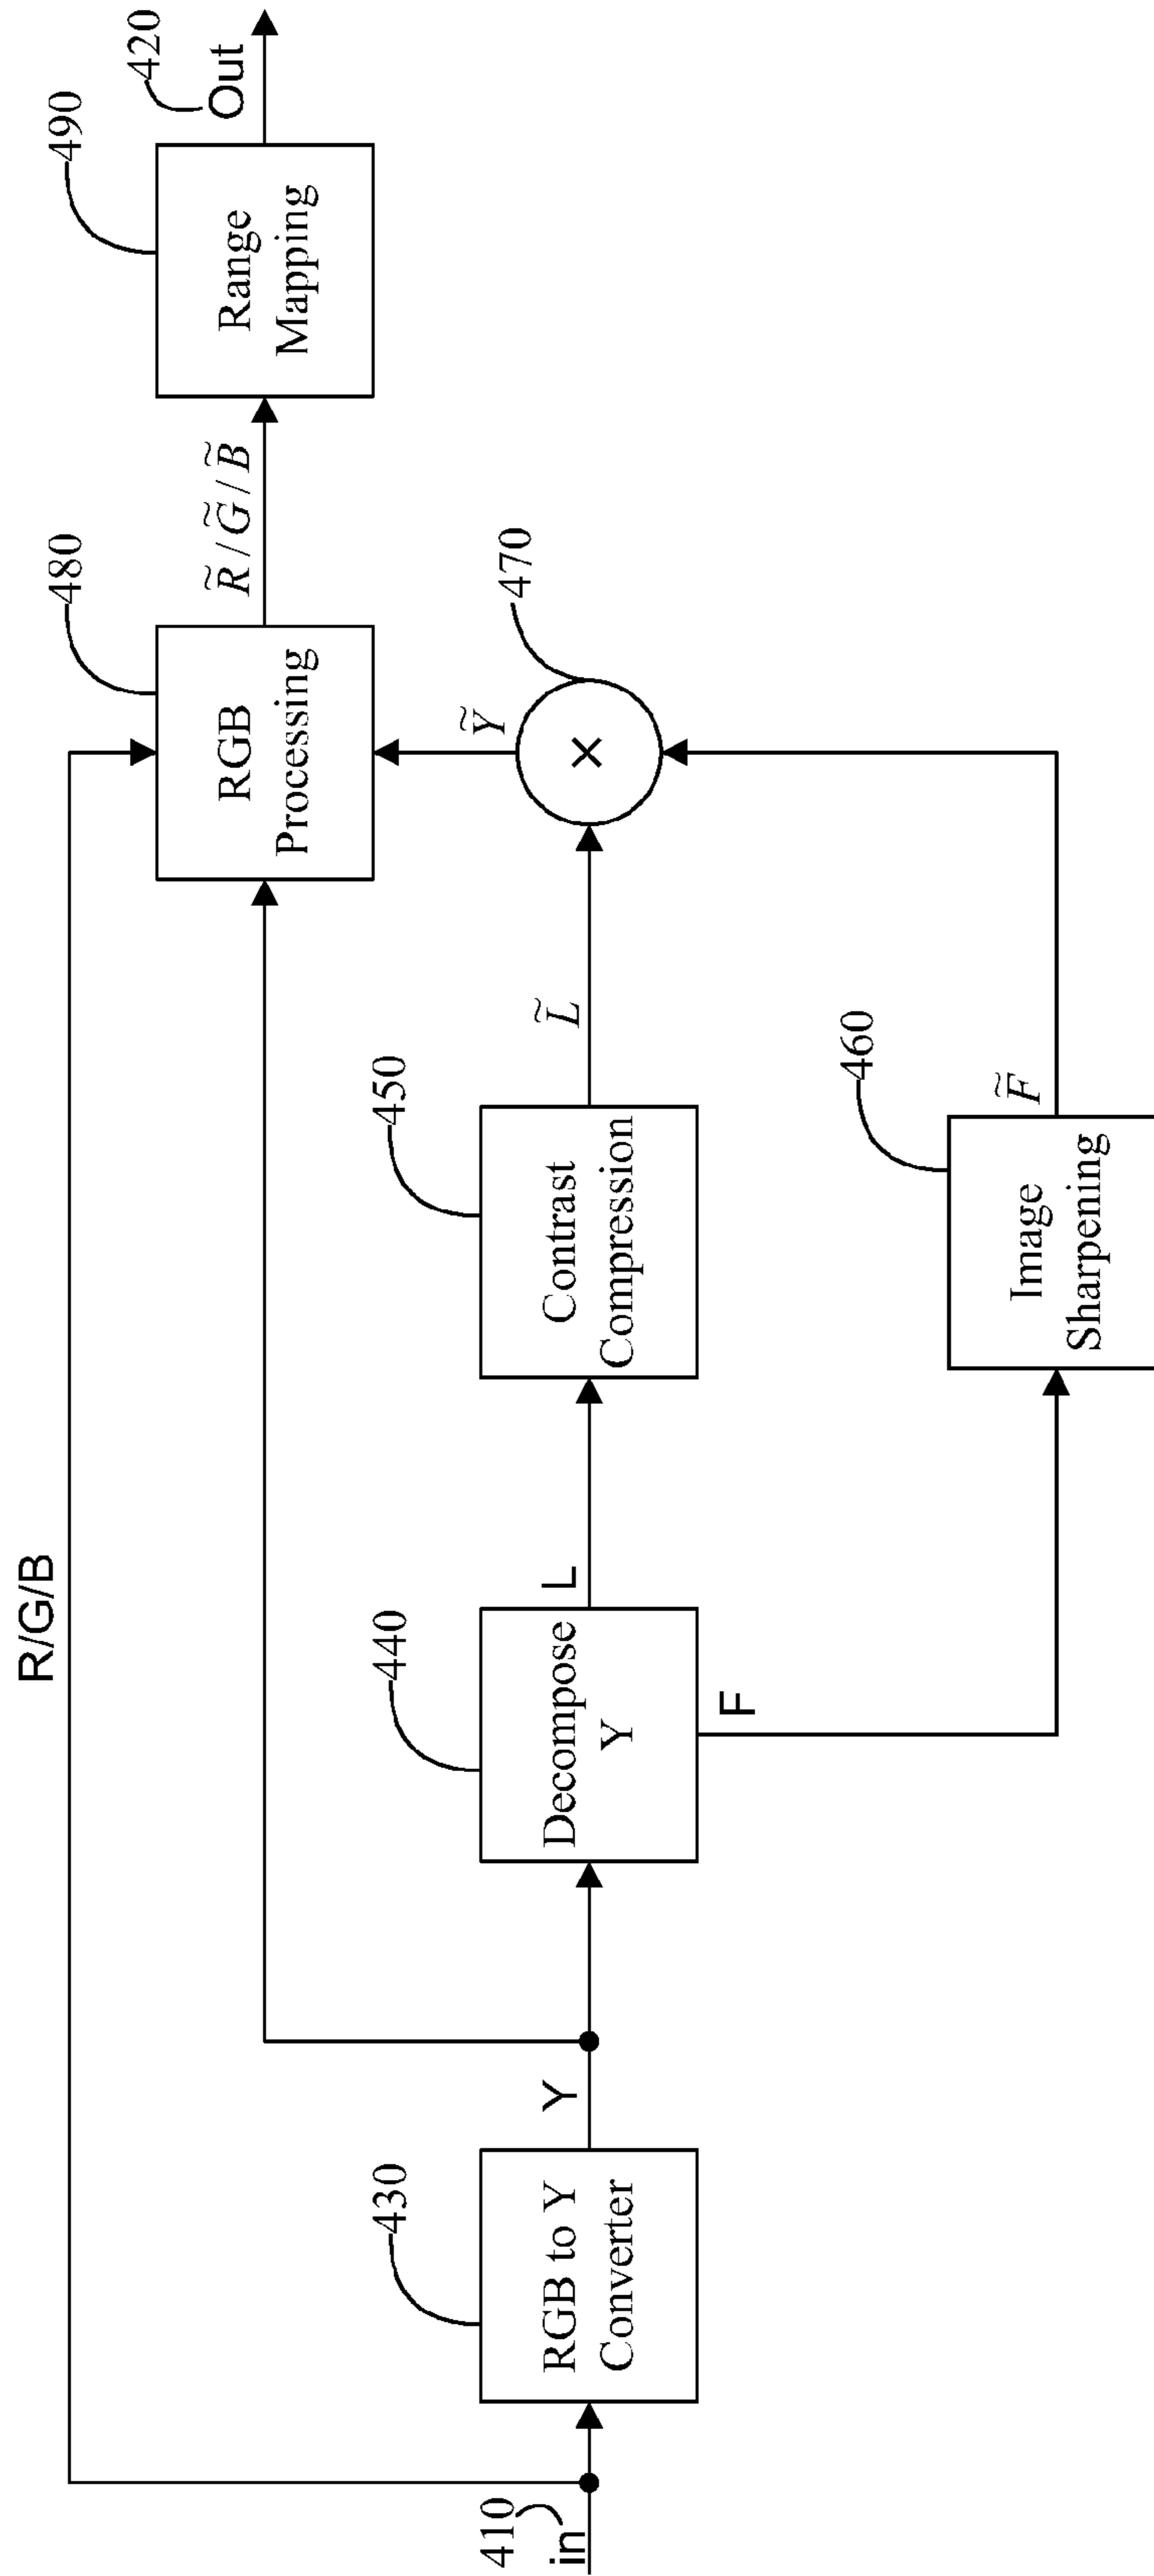 R/G/B
410
in
430
RGB to Y
Converter
Y
440
Decompose
Y
L
F
450
Contrast
Compression
L̃
460
Image
Sharpening
F̃
470
×
Ỹ
480
RGB
Processing
R̃/G̃/B̃
490
Range
Mapping
420
Out